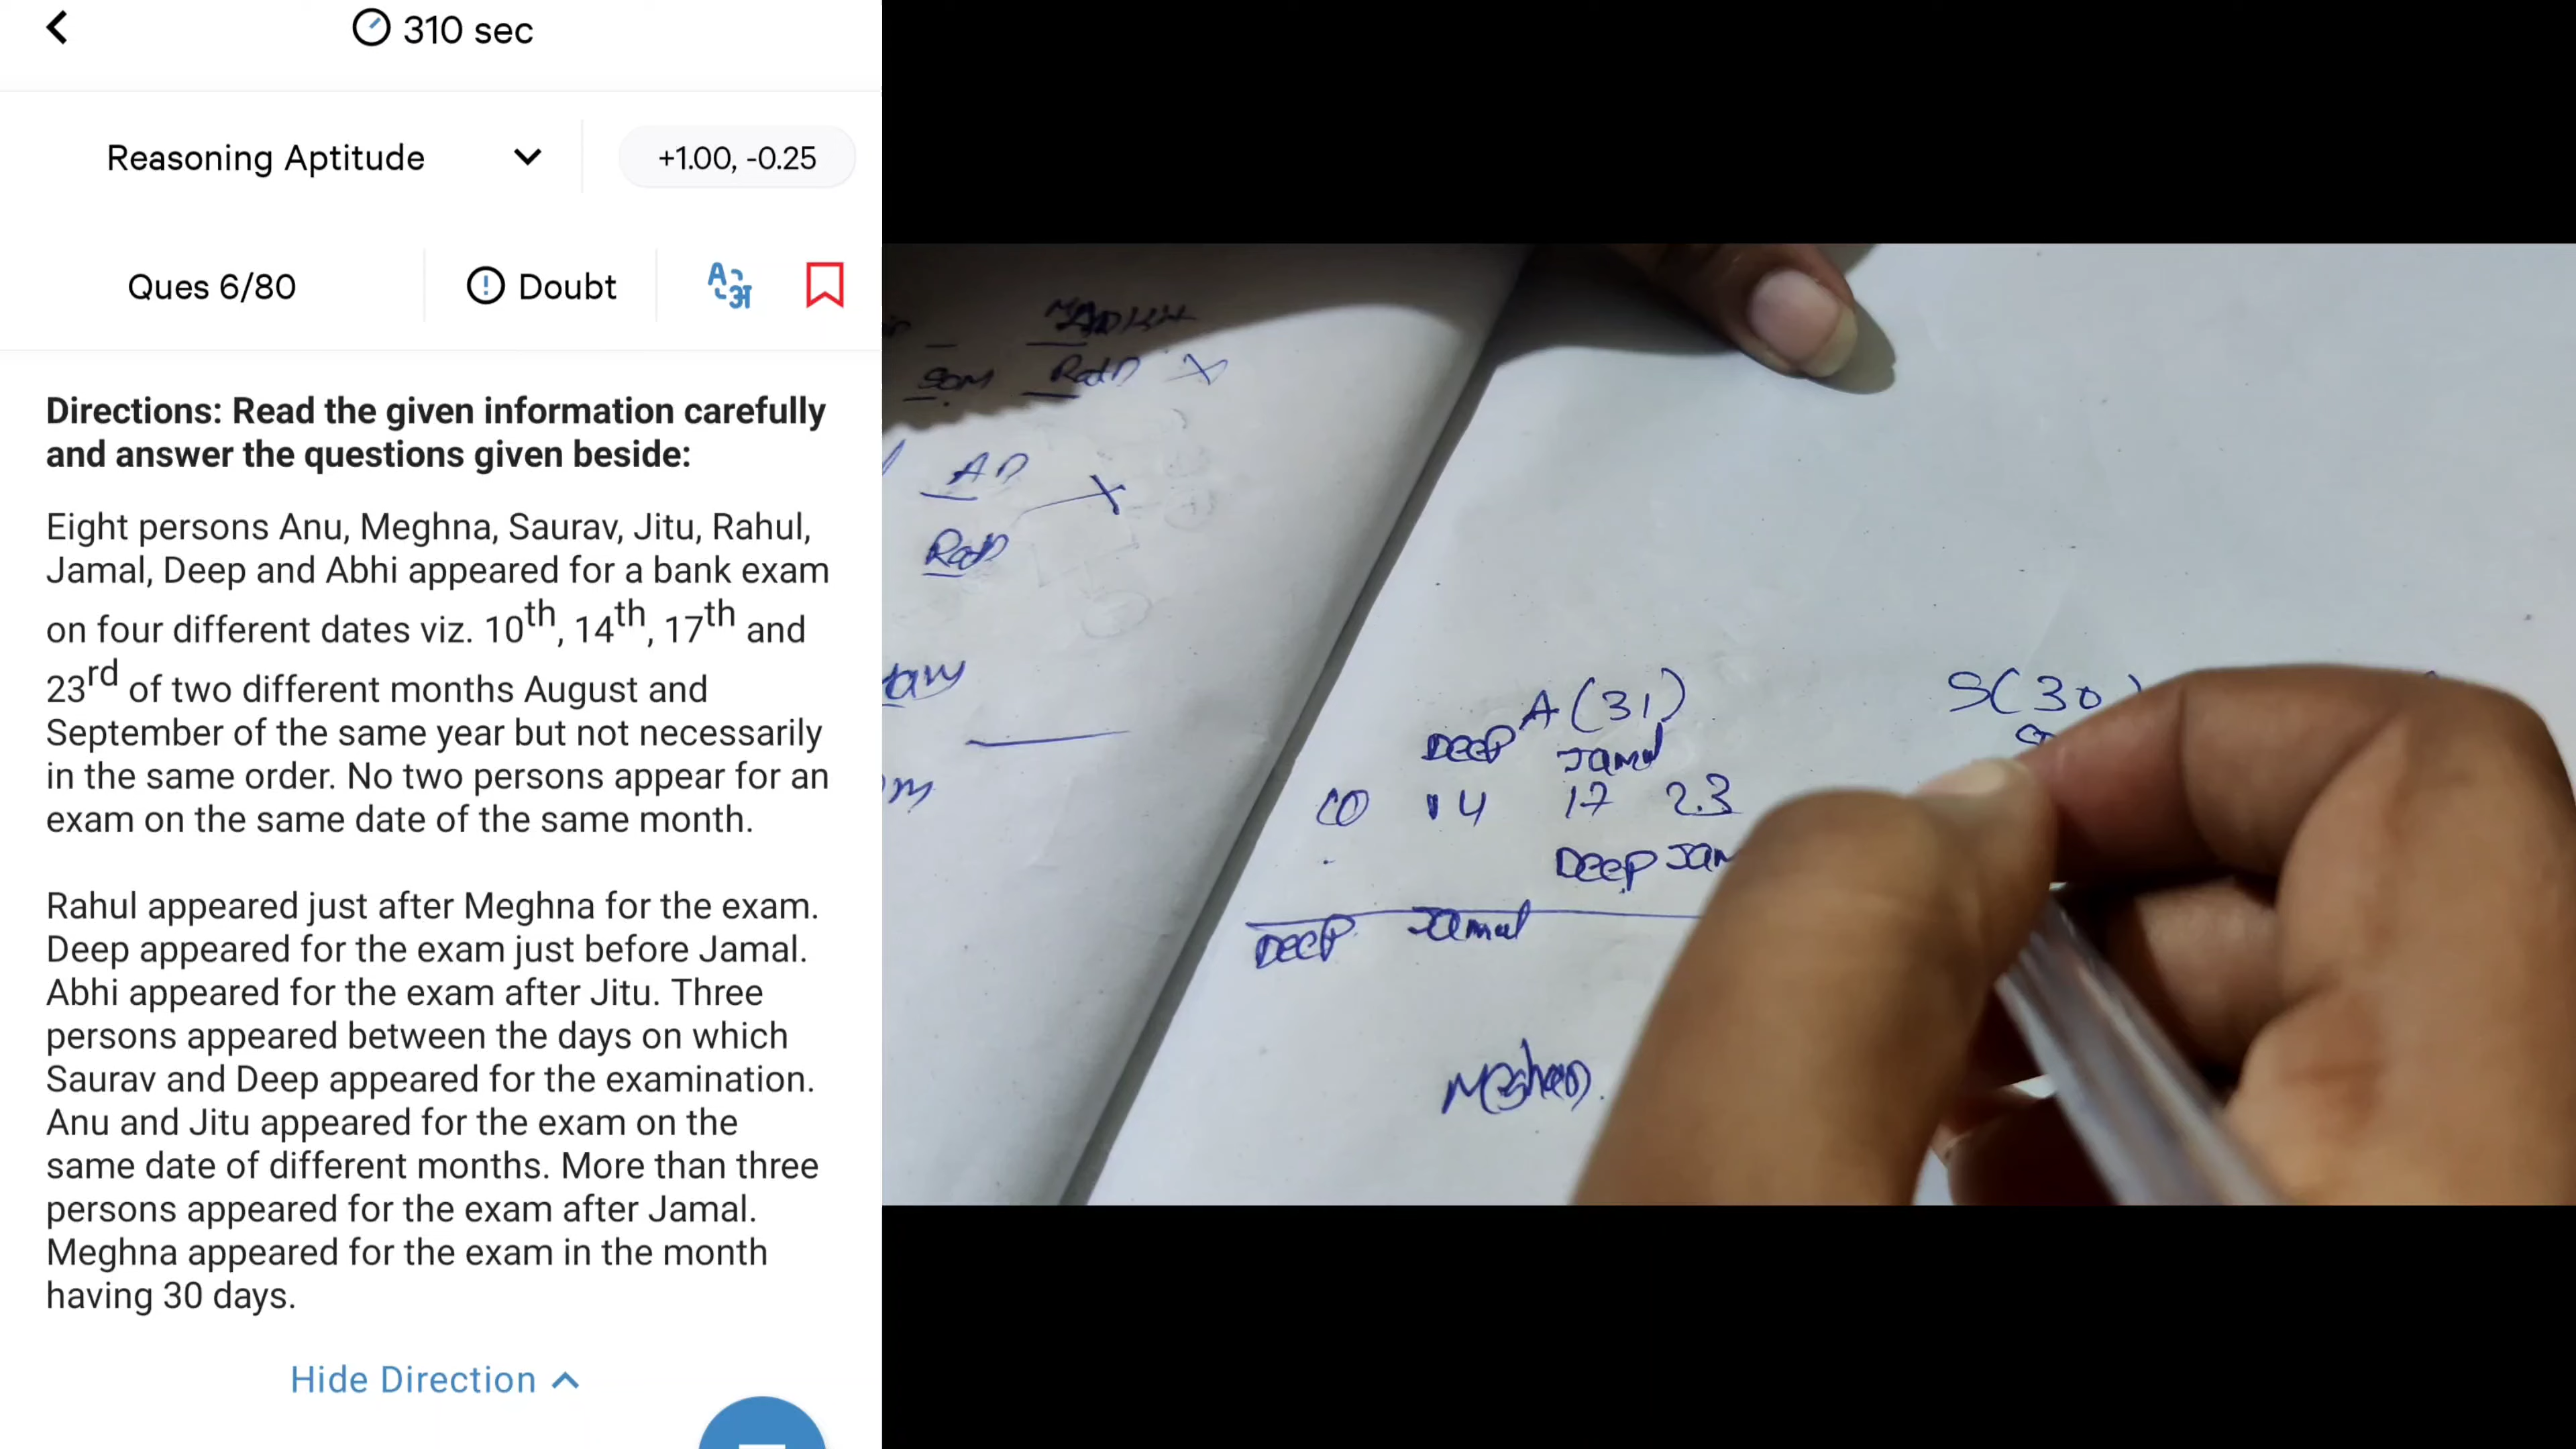 310 sec
Reasoning Aptitude
+1.00, -0.25
Ques 6/80
Doubt
Directions: Read the given information carefully
and answer the questions given beside:
Eight persons Anu, Meghna, Saurav, Jitu, Rahul,
Jamal, Deep and Abhi appeared for a bank exam
on four different dates viz. 10th, 14th, 17th and
23rd of two different months August and
September of the same year but not necessarily
in the same order. No two persons appear for an
exam on the same date of the same month.
Rahul appeared just after Meghna for the exam.
Deep appeared for the exam just before Jamal.
Abhi appeared for the exam after Jitu. Three
persons appeared between the days on which
Saurav and Deep appeared for the examination.
Anu and Jitu appeared for the exam on the
same date of different months. More than three
persons appeared for the exam after Jamal.
Meghna appeared for the exam in the month
having 30 days.
Hide Direction
A (31) S(30)
Deep Jamal
10 14 17 23
Deep Jam
Deep Jamal